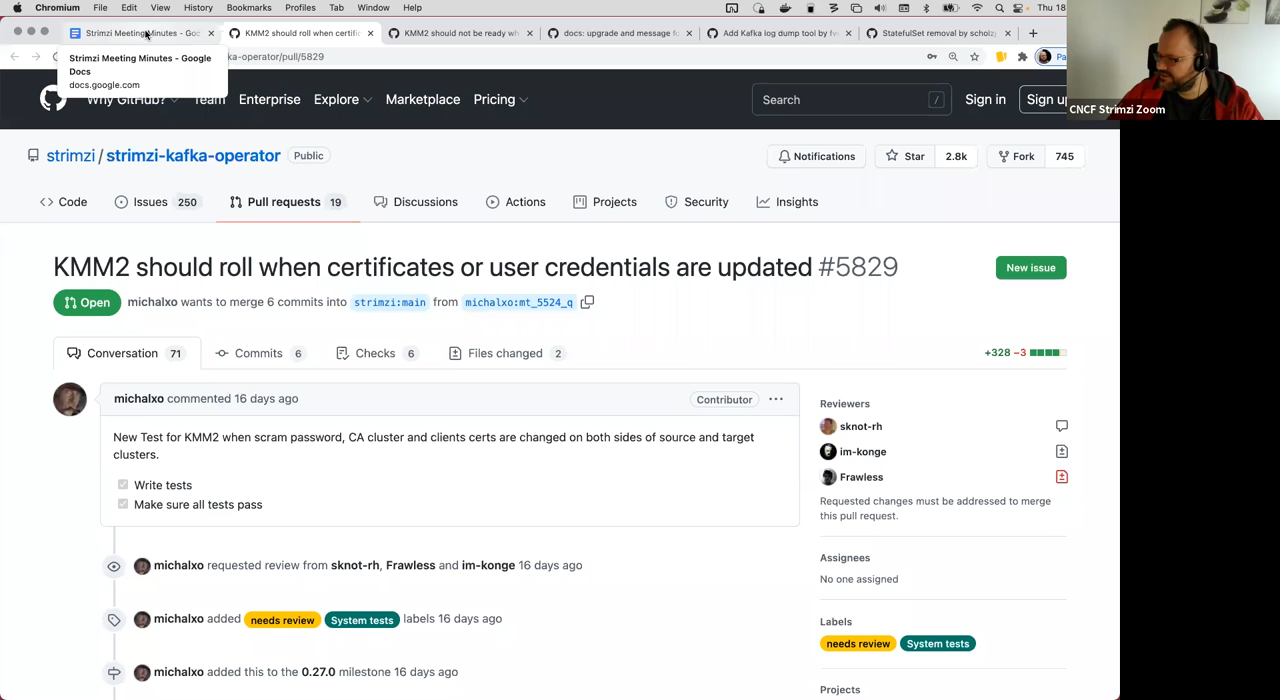 Chromium File Edit View History Bookmarks Profiles Tab Window Help Thu 18
Strimzi Meeting Minutes - Goo KMM2 should roll when certific KMM2 should not be ready wh docs: upgrade and message fo Add Kafka log dump tool by fv StatefulSet removal by scholz
ka-operator/pull/5829 Pa
Strimzi Meeting Minutes - Google
Docs
docs.google.com
Why GitHub? Team Enterprise Explore Marketplace Pricing Search / Sign in Sign up
CNCF Strimzi Zoom
strimzi / strimzi-kafka-operator Public Notifications Star 2.8k Fork 745
Code Issues 250 Pull requests 19 Discussions Actions Projects Security Insights
KMM2 should roll when certificates or user credentials are updated #5829 New issue
Open michalxo wants to merge 6 commits into strimzi:main from michalxo:mt_5524_q
Conversation 71 Commits 6 Checks 6 Files changed 2 +328 −3
michalxo commented 16 days ago Contributor
New Test for KMM2 when scram password, CA cluster and clients certs are changed on both sides of source and target
clusters.
Write tests
Make sure all tests pass
michalxo requested review from sknot-rh, Frawless and im-konge 16 days ago
michalxo added needs review System tests labels 16 days ago
michalxo added this to the 0.27.0 milestone 16 days ago
Reviewers
sknot-rh
im-konge
Frawless
Requested changes must be addressed to merge
this pull request.
Assignees
No one assigned
Labels
needs review System tests
Projects